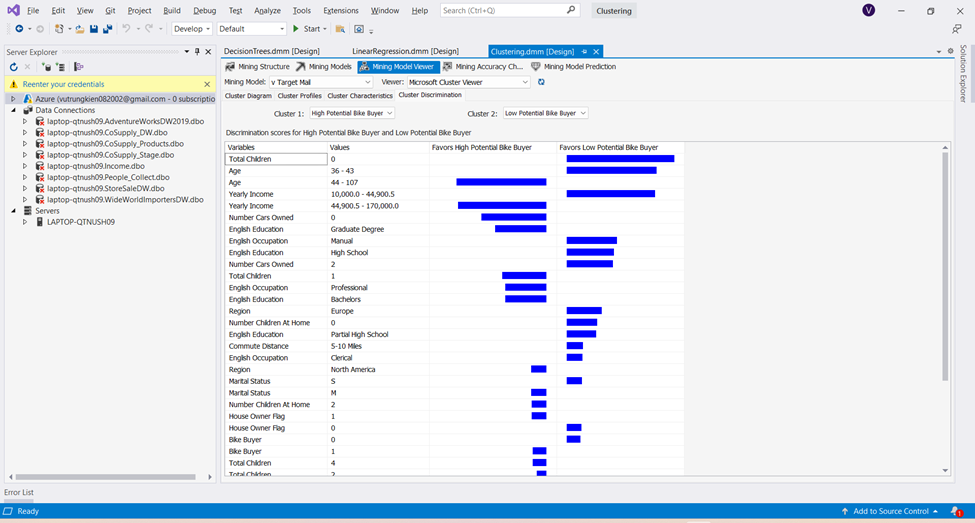 File Edit View Git Project Build Debug Test Analyze Tools Extensions Window Help Search (Ctrl+Q) Clustering V
Develop Default Start
Server Explorer
Reenter your credentials
Azure (vutrungkien082002@gmail.com - 0 subscriptio
Data Connections
laptop-qtnush09.AdventureWorksDW2019.dbo
laptop-qtnush09.CoSupply_DW.dbo
laptop-qtnush09.CoSupply_Products.dbo
laptop-qtnush09.CoSupply_Stage.dbo
laptop-qtnush09.Income.dbo
laptop-qtnush09.People_Collect.dbo
laptop-qtnush09.StoreSaleDW.dbo
laptop-qtnush09.WideWorldImportersDW.dbo
Servers
LAPTOP-QTNUSH09
DecisionTrees.dmm [Design] LinearRegression.dmm [Design] Clustering.dmm [Design]
Mining Structure Mining Models Mining Model Viewer Mining Accuracy Ch... Mining Model Prediction
Mining Model: v Target Mail Viewer: Microsoft Cluster Viewer
Cluster Diagram Cluster Profiles Cluster Characteristics Cluster Discrimination
Cluster 1: High Potential Bike Buyer Cluster 2: Low Potential Bike Buyer
Discrimination scores for High Potential Bike Buyer and Low Potential Bike Buyer
Variables Values Favors High Potential Bike Buyer Favors Low Potential Bike Buyer
Total Children 0
Age 36 - 43
Age 44 - 107
Yearly Income 10,000.0 - 44,900.5
Yearly Income 44,900.5 - 170,000.0
Number Cars Owned 0
English Education Graduate Degree
English Occupation Manual
English Education High School
Number Cars Owned 2
Total Children 1
English Occupation Professional
English Education Bachelors
Region Europe
Number Children At Home 0
English Education Partial High School
Commute Distance 5-10 Miles
English Occupation Clerical
Region North America
Marital Status S
Marital Status M
Number Children At Home 2
House Owner Flag 1
House Owner Flag 0
Bike Buyer 0
Bike Buyer 1
Total Children 4
Total Children 2
Solution Explorer
Error List
Ready Add to Source Control 1